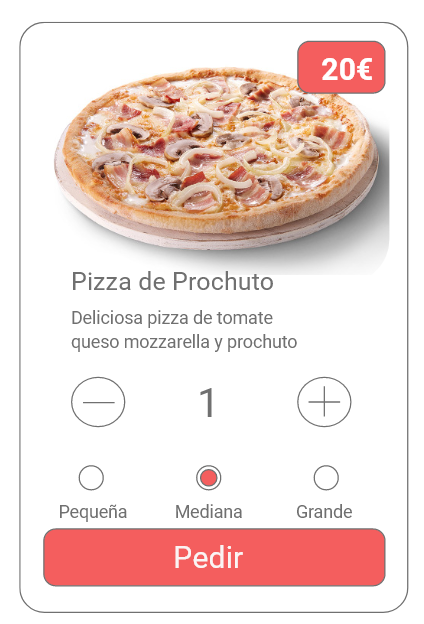 20€
Pizza de Prochuto
Deliciosa pizza de tomate
queso mozzarella y prochuto
1
Pequeña Mediana Grande
Pedir